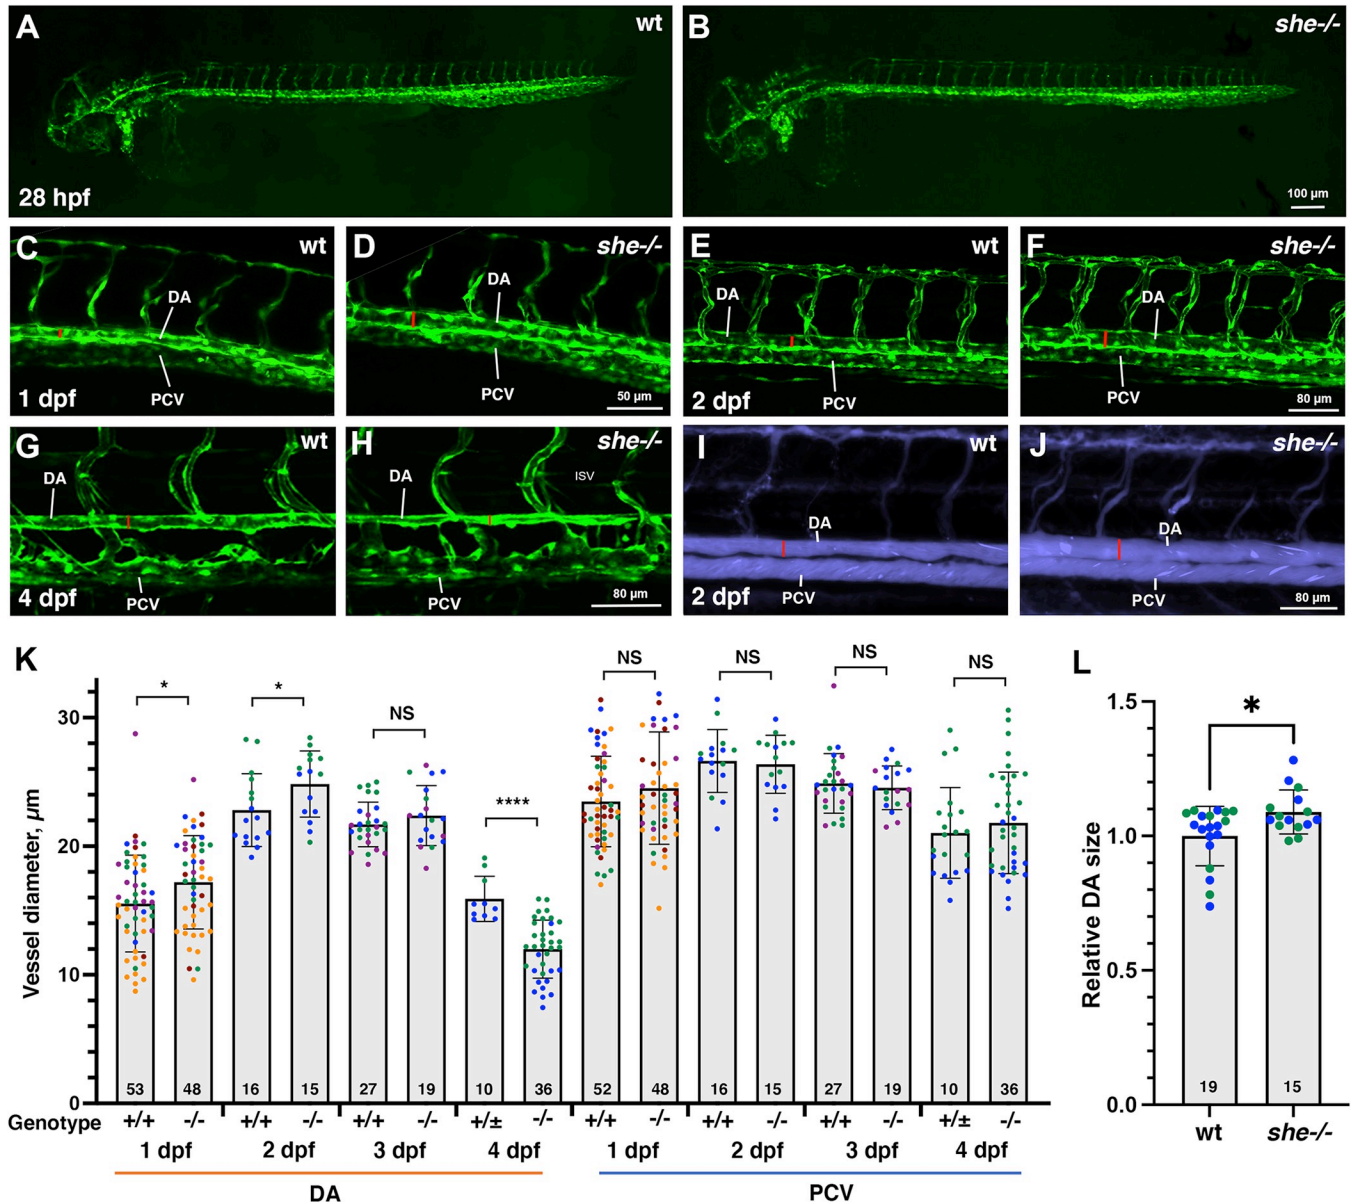 A wt
B she-/-
28 hpf
100 µm
C wt
D she-/-
E wt
F she-/-
DA
DA
DA
DA
1 dpf
PCV
PCV
50 µm
2 dpf
PCV
PCV
80 µm
G wt
H she-/-
I wt
J she-/-
DA
DA
ISV
DA
DA
4 dpf
PCV
PCV
80 µm
2 dpf
PCV
PCV
80 µm
K
NS NS NS NS
* * NS ****
Vessel diameter, µm
30
20
10
0
53 48 16 15 27 19 10 36 52 48 16 15 27 19 10 36
Genotype +/+ -/- +/+ -/- +/+ -/- +/± -/- +/+ -/- +/+ -/- +/+ -/- +/± -/-
1 dpf 2 dpf 3 dpf 4 dpf 1 dpf 2 dpf 3 dpf 4 dpf
DA PCV
L
*
Relative DA size
1.5
1.0
0.5
0.0
19 15
wt she-/-